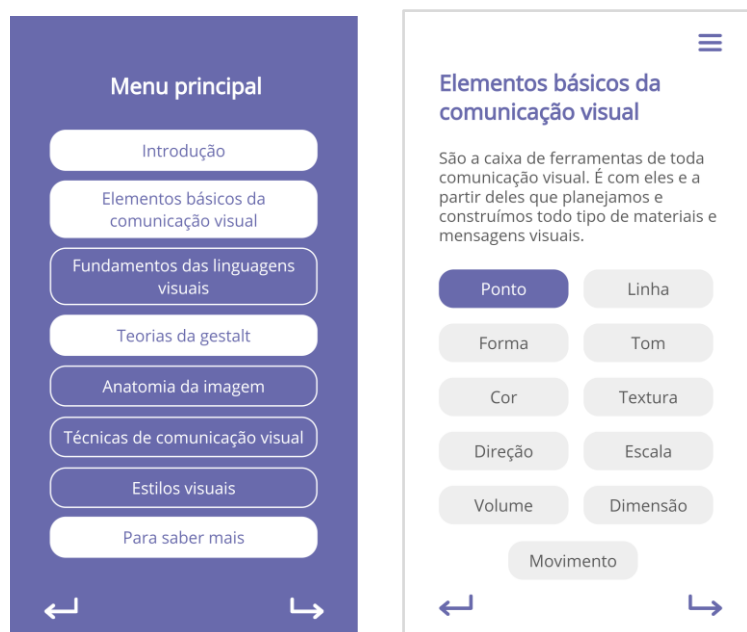 Menu principal
Introdução
Elementos básicos da
comunicação visual
Fundamentos das linguagens
visuais
Teorias da gestalt
Anatomia da imagem
Técnicas de comunicação visual
Estilos visuais
Para saber mais
Elementos básicos da
comunicação visual
São a caixa de ferramentas de toda
comunicação visual. É com eles e a
partir deles que planejamos e
construímos todo tipo de materiais e
mensagens visuais.
Ponto
Linha
Forma
Tom
Cor
Textura
Direção
Escala
Volume
Dimensão
Movimento